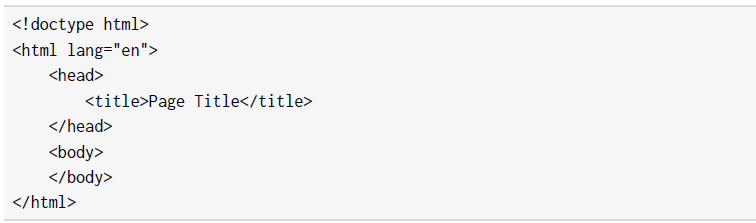 <!doctype html>
<html lang="en">
    <head>
        <title>Page Title</title>
    </head>
    <body>
    </body>
</html>